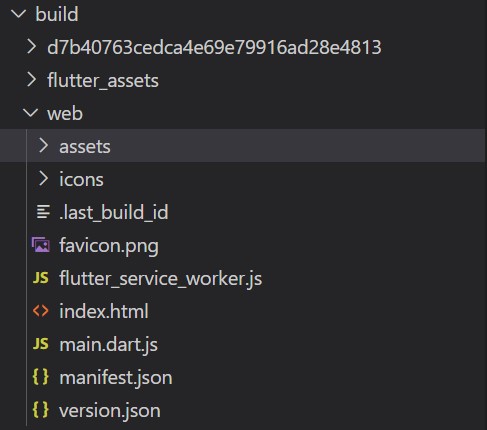 build
d7b40763cedca4e69e79916ad28e4813
flutter_assets
web
assets
icons
.last_build_id
favicon.png
JS flutter_service_worker.js
<> index.html
JS main.dart.js
{} manifest.json
{} version.json